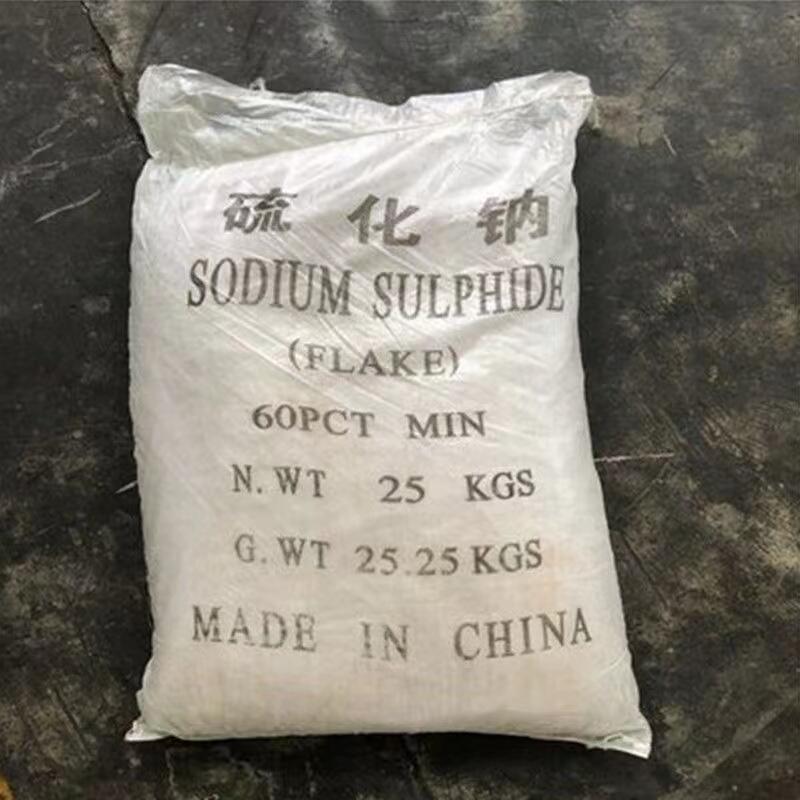 硫化钠
SODIUM SULPHIDE
(FLAKE)
60PCT MIN
N.WT 25 KGS
G.WT 25.25 KGS
MADE IN CHINA